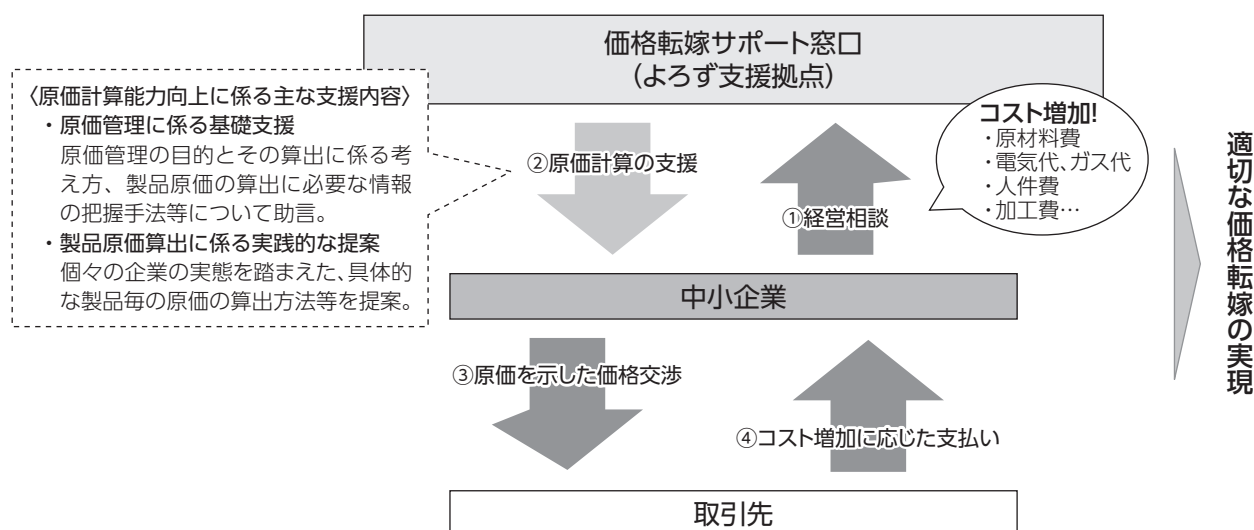 価格転嫁サポート窓口
（よろず支援拠点）
〈原価計算能力向上に係る主な支援内容〉
・原価管理に係る基礎支援
原価管理の目的とその算出に係る考
え方、製品原価の算出に必要な情報
の把握手法等について助言。
・製品原価算出に係る実践的な提案
個々の企業の実態を踏まえた、具体的
な製品毎の原価の算出方法等を提案。
②原価計算の支援
①経営相談
コスト増加!
・原材料費
・電気代、ガス代
・人件費
・加工費…
中小企業
③原価を示した価格交渉
④コスト増加に応じた支払い
取引先
適切な価格転嫁の実現